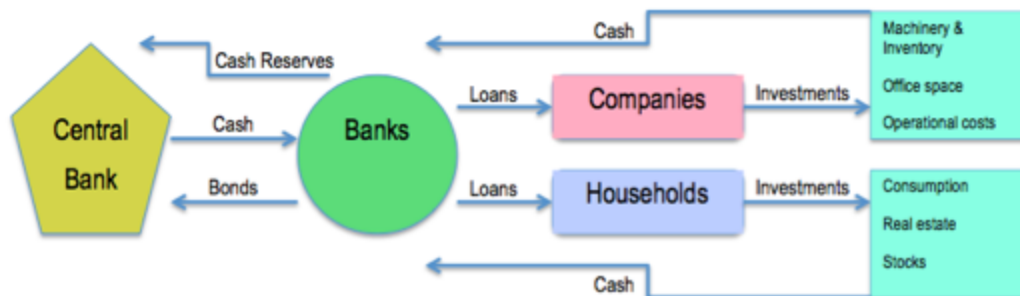 Cash
Machinery &
Inventory
Office space
Operational costs
Cash Reserves
Central
Bank
Cash
Bonds
Banks
Loans
Companies
Investments
Loans
Households
Investments
Consumption
Real estate
Stocks
Cash